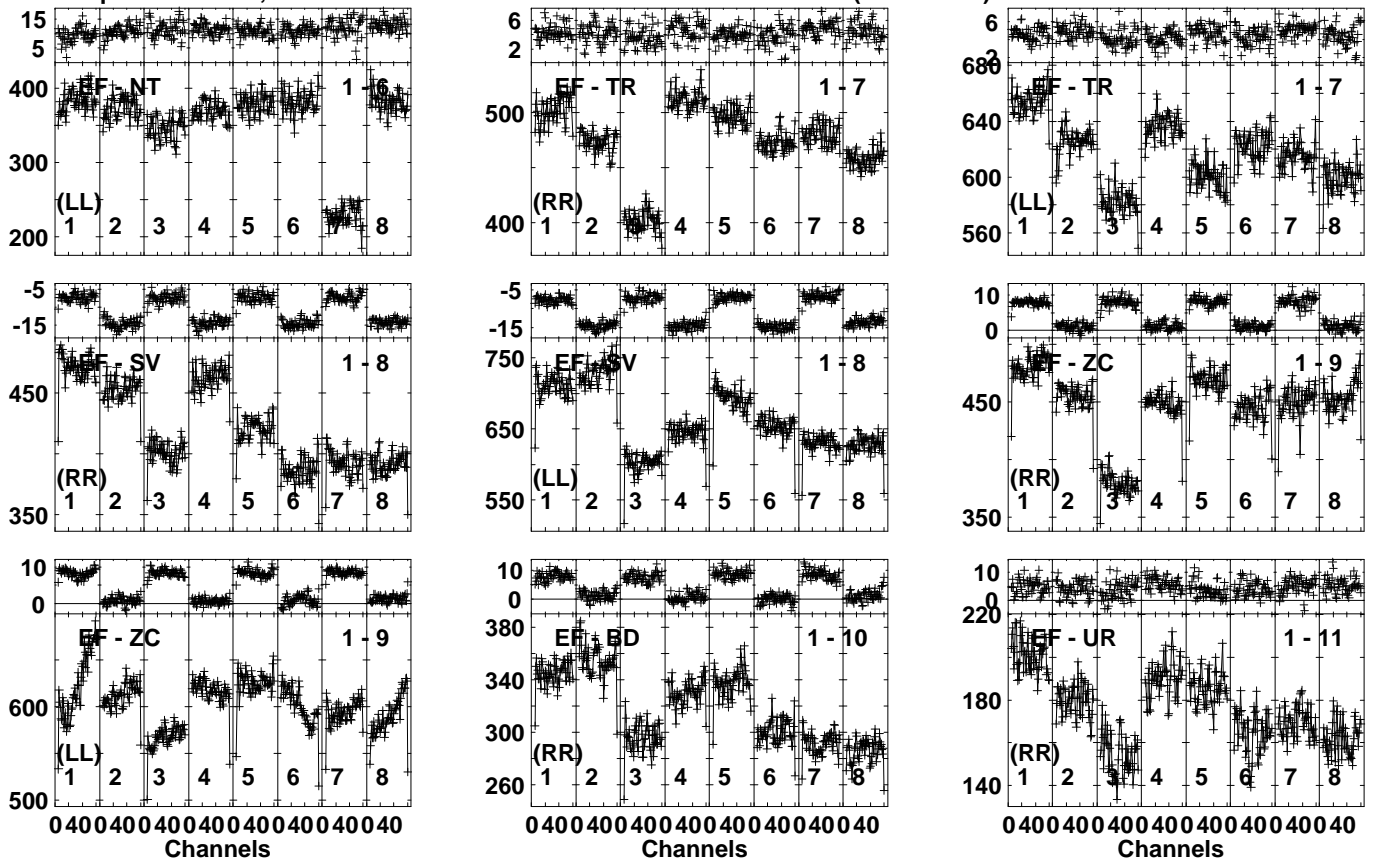 15
5
400
300
200
EF - NT 1 - 6
(LL)
1 2 3 4 5 6 7 8
6
2
500
400
EF - TR 1 - 7
(RR)
1 2 3 4 5 6 7 8
6
2
680
640
600
560
EF - TR 1 - 7
(LL)
1 2 3 4 5 6 7 8
-5
-15
450
350
EF - SV 1 - 8
(RR)
1 2 3 4 5 6 7 8
-5
-15
750
650
550
EF - SV 1 - 8
(LL)
1 2 3 4 5 6 7 8
10
0
450
350
EF - ZC 1 - 9
(RR)
1 2 3 4 5 6 7 8
10
0
600
500
EF - ZC 1 - 9
(LL)
1 2 3 4 5 6 7 8
0 40 0 40 0 40 0 40 0 40 0 40 0 40 0 40
Channels
10
0
380
340
300
260
EF - BD 1 - 10
(RR)
1 2 3 4 5 6 7 8
0 40 0 40 0 40 0 40 0 40 0 40 0 40 0 40
Channels
10
0
220
180
140
EF - UR 1 - 11
(RR)
1 2 3 4 5 6 7 8
0 40 0 40 0 40 0 40 0 40 0 40 0 40 0 40
Channels